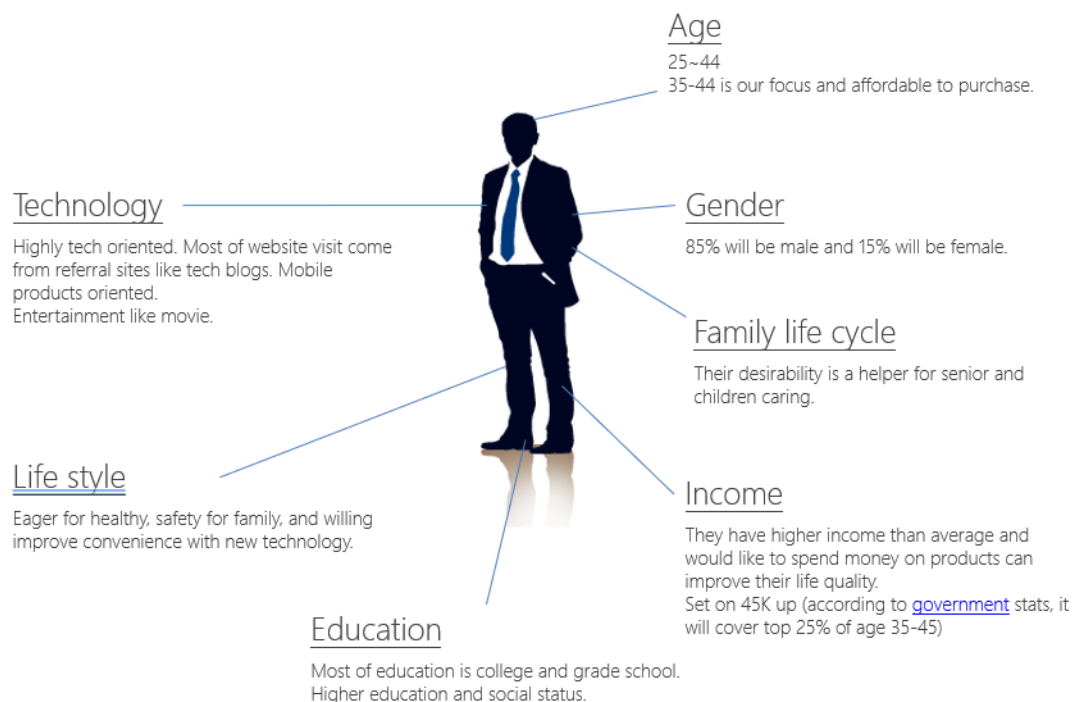 Age
25~44
35-44 is our focus and affordable to purchase.
Technology
Highly tech oriented. Most of website visit come
from referral sites like tech blogs. Mobile
products oriented.
Entertainment like movie.
Gender
85% will be male and 15% will be female.
Family life cycle
Their desirability is a helper for senior and
children caring.
Life style
Eager for healthy, safety for family, and willing
improve convenience with new technology.
Income
They have higher income than average and
would like to spend money on products can
improve their life quality.
Set on 45K up (according to government stats, it
will cover top 25% of age 35-45)
Education
Most of education is college and grade school.
Higher education and social status.